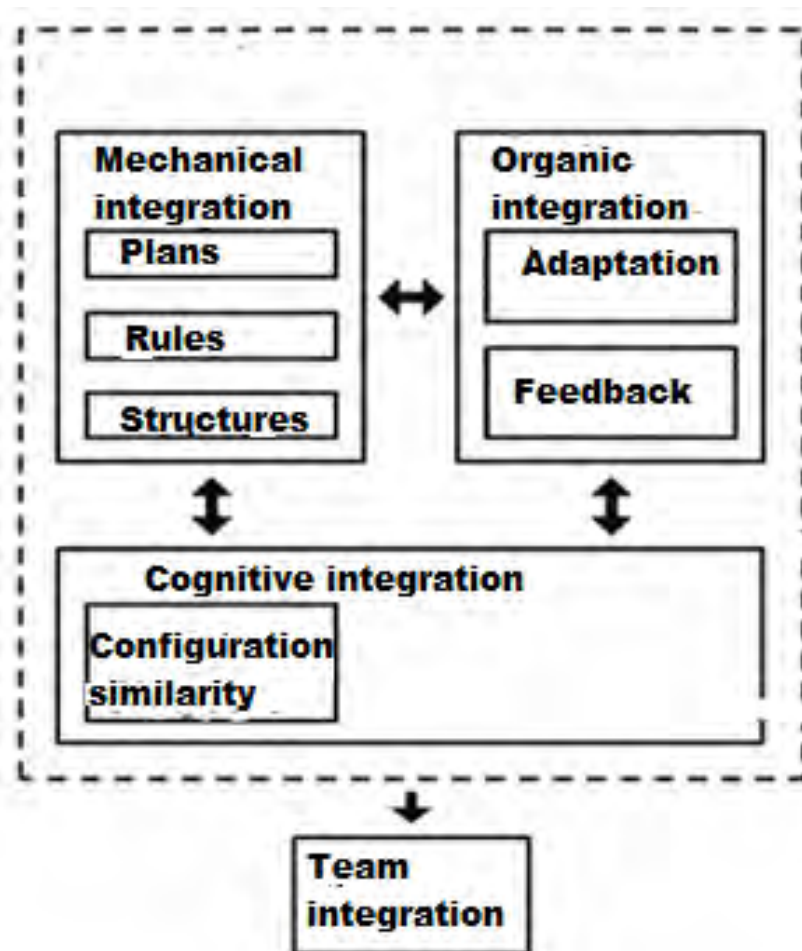 Mechanical
integration
Plans
Rules
Structures
Organic
integration
Adaptation
Feedback
Cognitive integration
Configuration
similarity
Team
integration